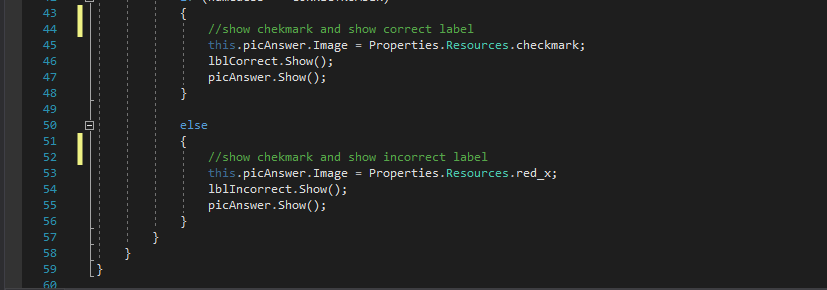 43 {
44 //show chekmark and show correct label
45 this.picAnswer.Image = Properties.Resources.checkmark;
46 lblCorrect.Show();
47 picAnswer.Show();
48 }
49
50 else
51 {
52 //show chekmark and show incorrect label
53 this.picAnswer.Image = Properties.Resources.red_x;
54 lblIncorrect.Show();
55 picAnswer.Show();
56 }
57 }
58 }
59 }
60